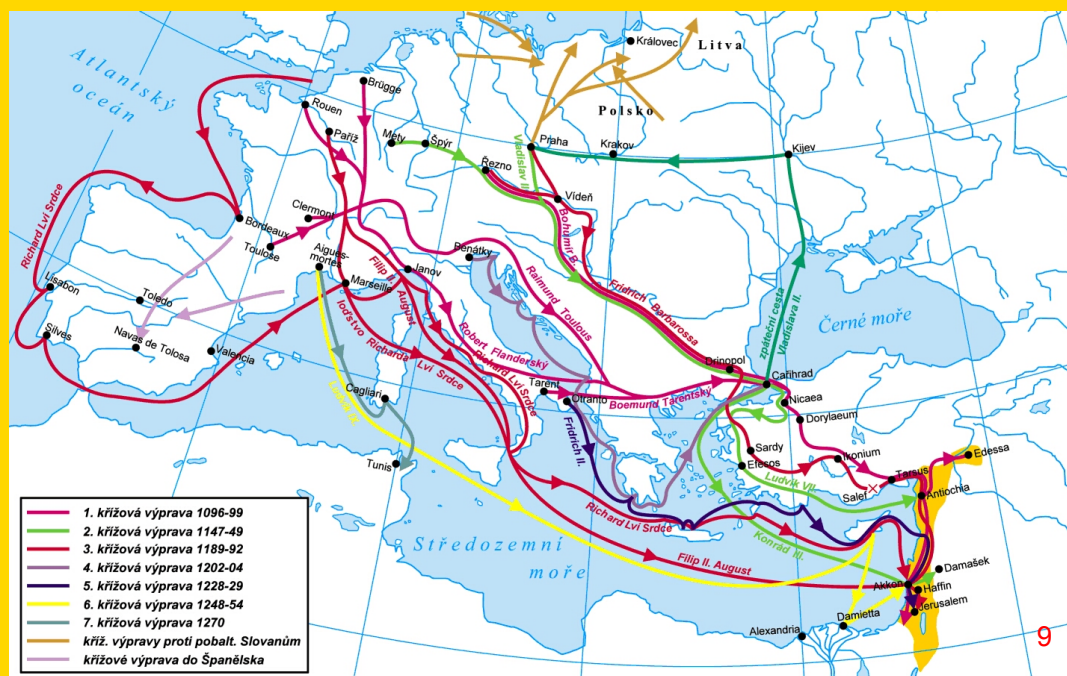 Atlantský
oceán
Brügge
Rouen
Paříž
Mety
Špýr
Řezno
Královec
Litva
Polsko
Praha
Krakov
Kijev
Vladislav II.
Vídeň
Bohumír B.
Fridrich Barbarossa
Richard Lví Srdce
Bordeaux
Clermont
Toulose
Aigues-
mortes
Marseille
Janov
Benátky
Filip II. August
loďstvo Richarda Lví Srdce
Raimund Toulous
Robert Flanderský
Richard Lví Srdce
Lisabon
Toledo
Silves
Navas de Tolosa
Valencia
Cagliari
Ludvík IX.
Tunis
Tarent
Otranto
Boemund Tarentský
Fridrich II.
Drinopol
Cařihrad
zpáteční cesta
Vladislava II.
Černé moře
Nicaea
Dorylaeum
Sardy
Efecos
Ikonium
Ludvík VII.
Salef
Tarsus
Edessa
Antiochia
Richard Lví Srdce
Konrád III.
Filip II. August
Středozemní
moře
Akkon
Damašek
Haffin
Jerusalem
Damietta
Alexandria
1. křížová výprava 1096-99
2. křížová výprava 1147-49
3. křížová výprava 1189-92
4. křížová výprava 1202-04
5. křížová výprava 1228-29
6. křížová výprava 1248-54
7. křížová výprava 1270
kříž. výpravy proti pobalt. Slovanům
křížové výprava do Španělska
9